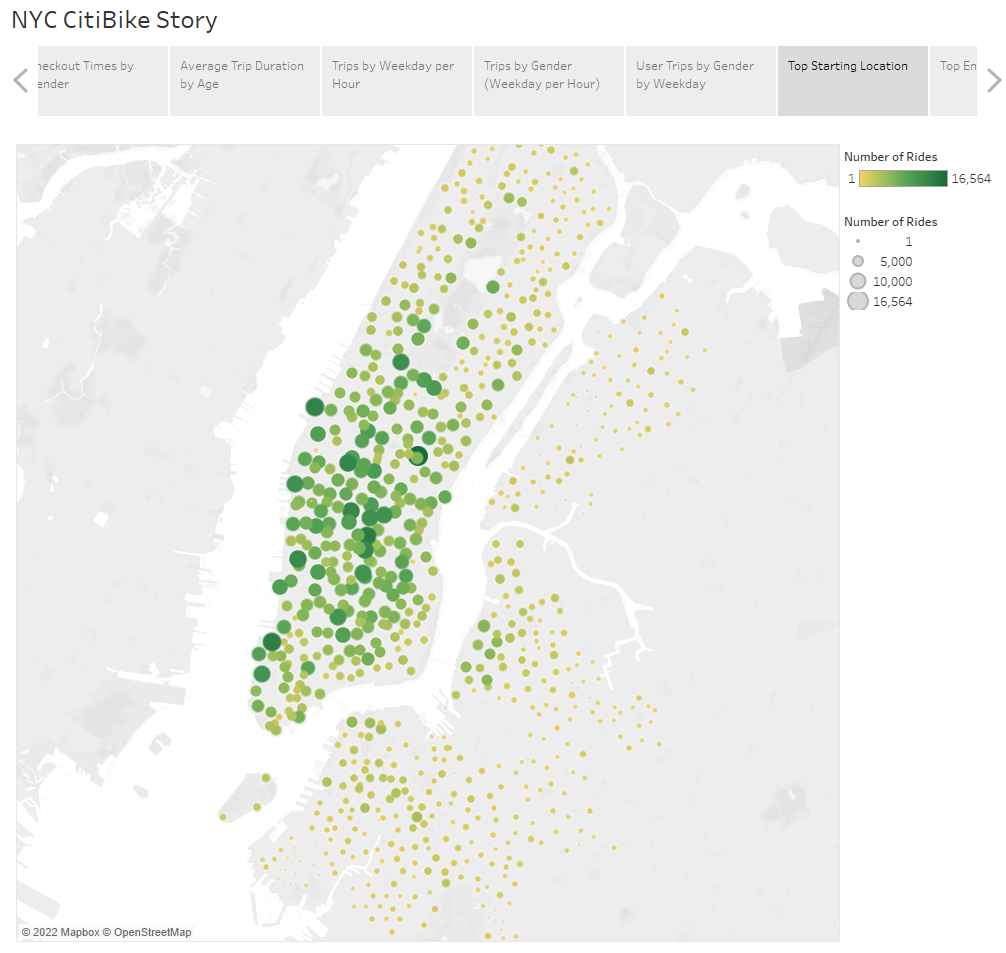 NYC CitiBike Story
heckout Times by
ender
Average Trip Duration
by Age
Trips by Weekday per
Hour
Trips by Gender
(Weekday per Hour)
User Trips by Gender
by Weekday
Top Starting Location
Top En
Number of Rides
1 16,564
Number of Rides
1
5,000
10,000
16,564
© 2022 Mapbox © OpenStreetMap